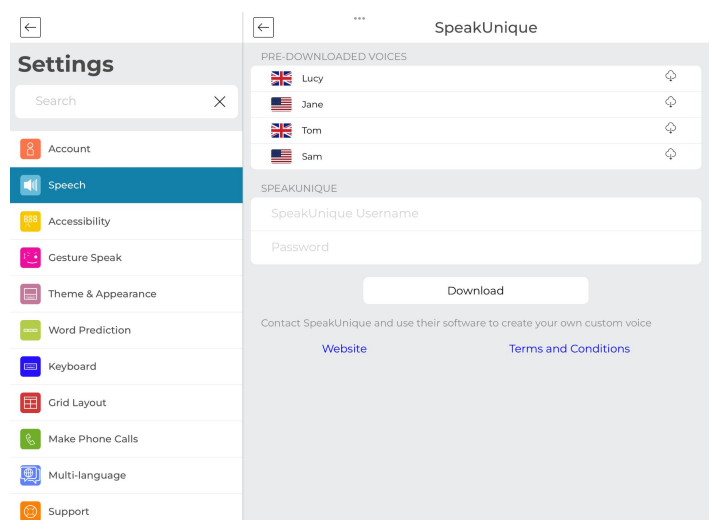 Settings
Search
Account
Speech
Accessibility
Gesture Speak
Theme & Appearance
Word Prediction
Keyboard
Grid Layout
Make Phone Calls
Multi-language
Support
SpeakUnique
PRE-DOWNLOADED VOICES
Lucy
Jane
Tom
Sam
SPEAKUNIQUE
SpeakUnique Username
Password
Download
Contact SpeakUnique and use their software to create your own custom voice
Website Terms and Conditions